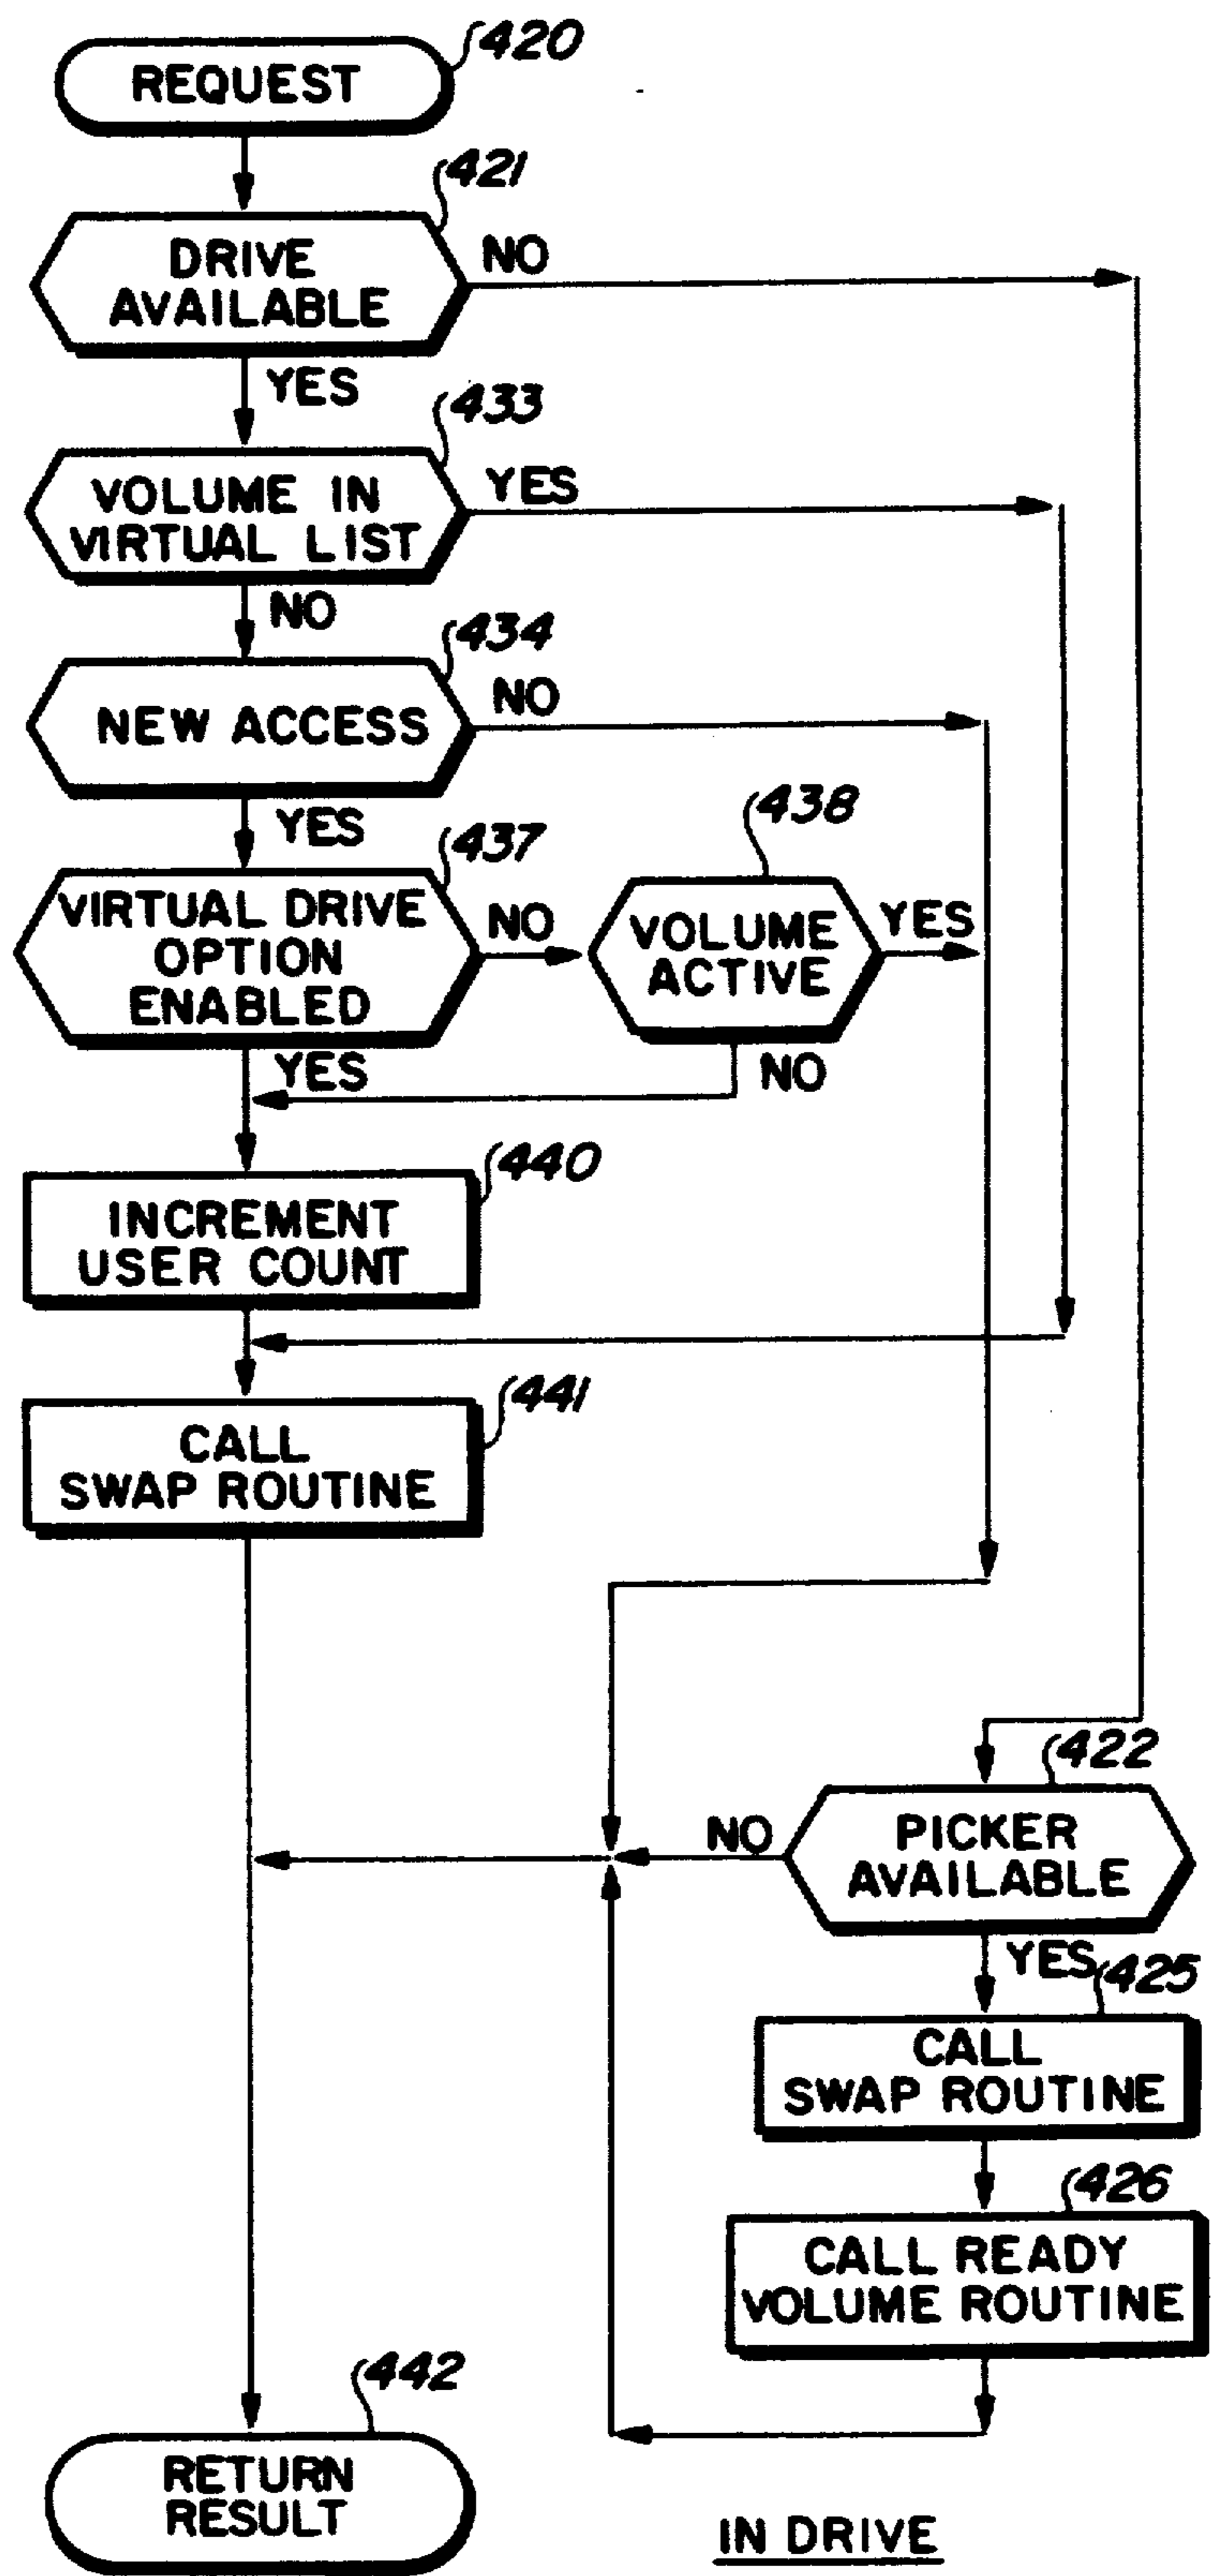 REQUEST
420
421
DRIVE
AVAILABLE
NO
YES
433
VOLUME IN
VIRTUAL LIST
YES
NO
434
NEW ACCESS
NO
YES
437
VIRTUAL DRIVE
OPTION
ENABLED
NO
438
VOLUME
ACTIVE
YES
YES
NO
440
INCREMENT
USER COUNT
441
CALL
SWAP ROUTINE
422
PICKER
AVAILABLE
NO
YES
425
CALL
SWAP ROUTINE
426
CALL READY
VOLUME ROUTINE
442
RETURN
RESULT
IN DRIVE